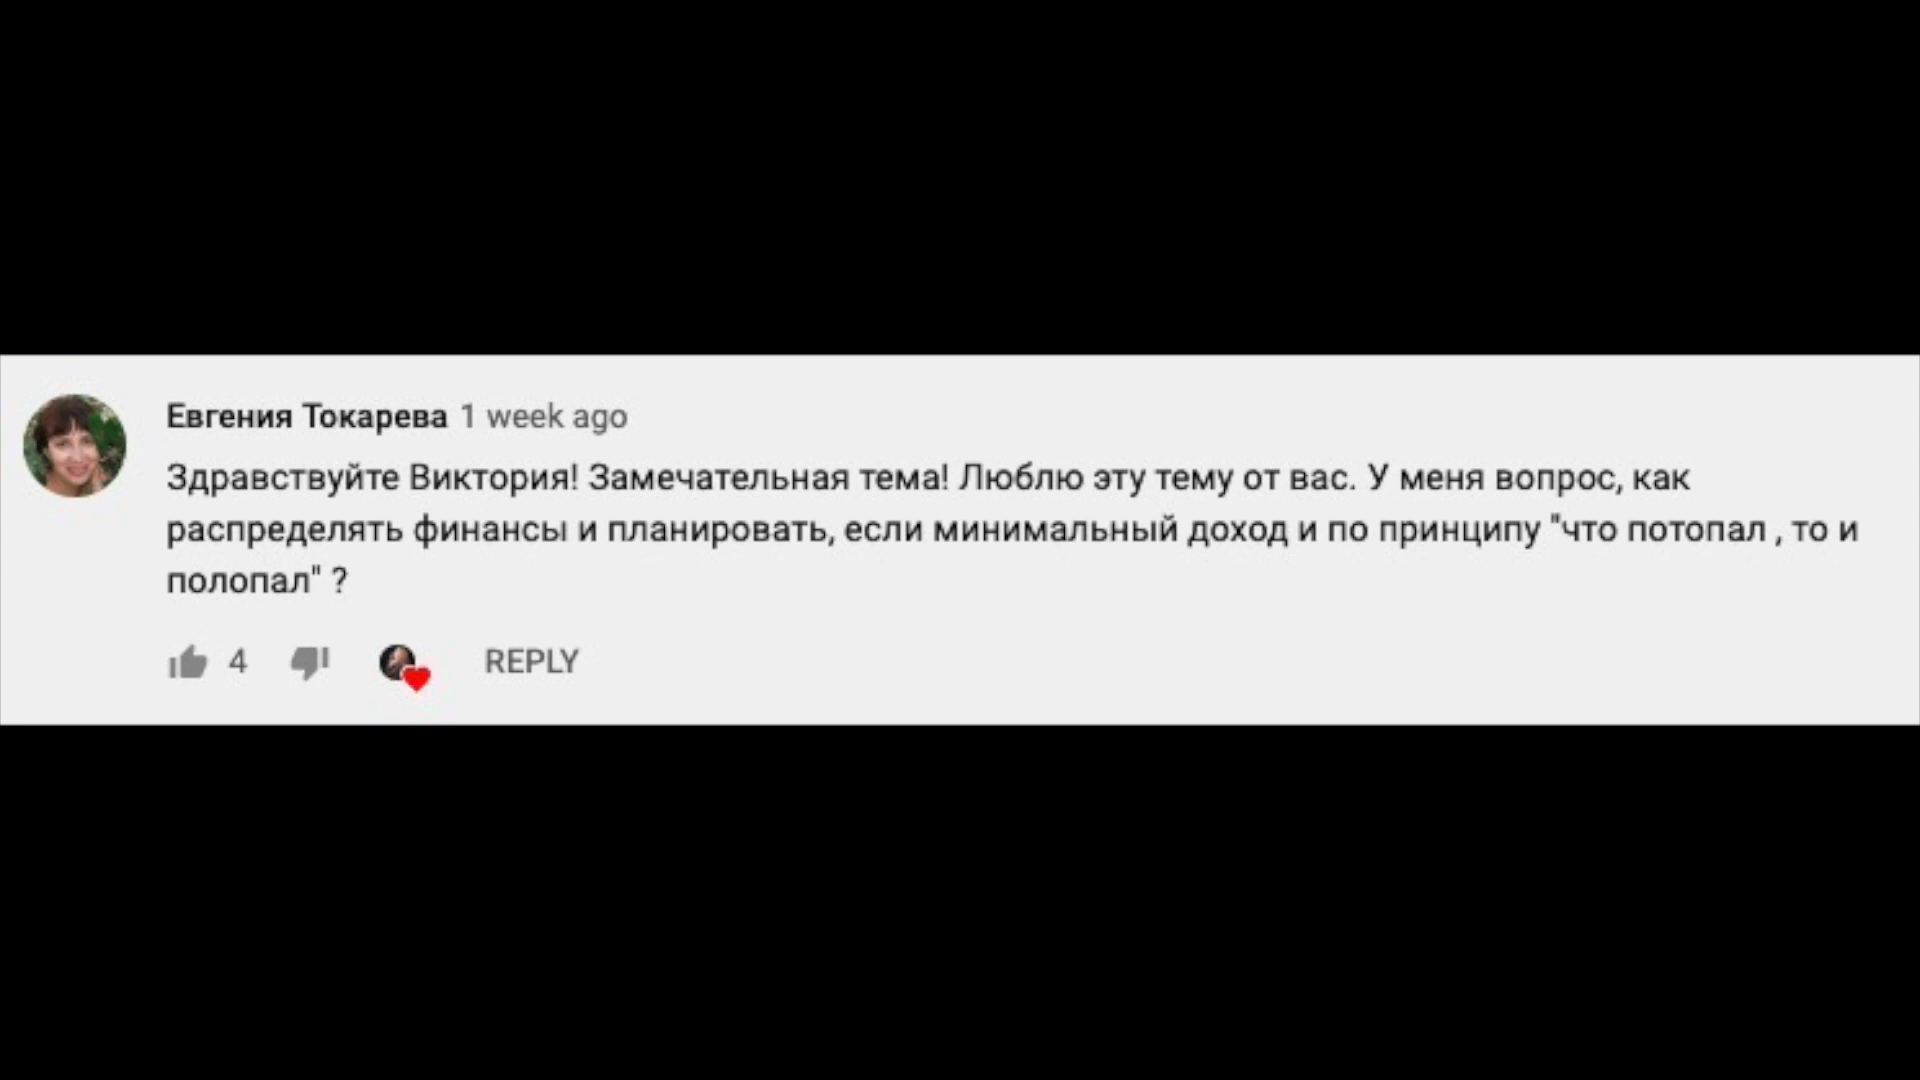 Евгения Токарева 1 week ago
Здравствуйте Виктория! Замечательная тема! Люблю эту тему от вас. У меня вопрос, как
распределять финансы и планировать, если минимальный доход и по принципу "что потопал , то и
полопал" ?
4 REPLY